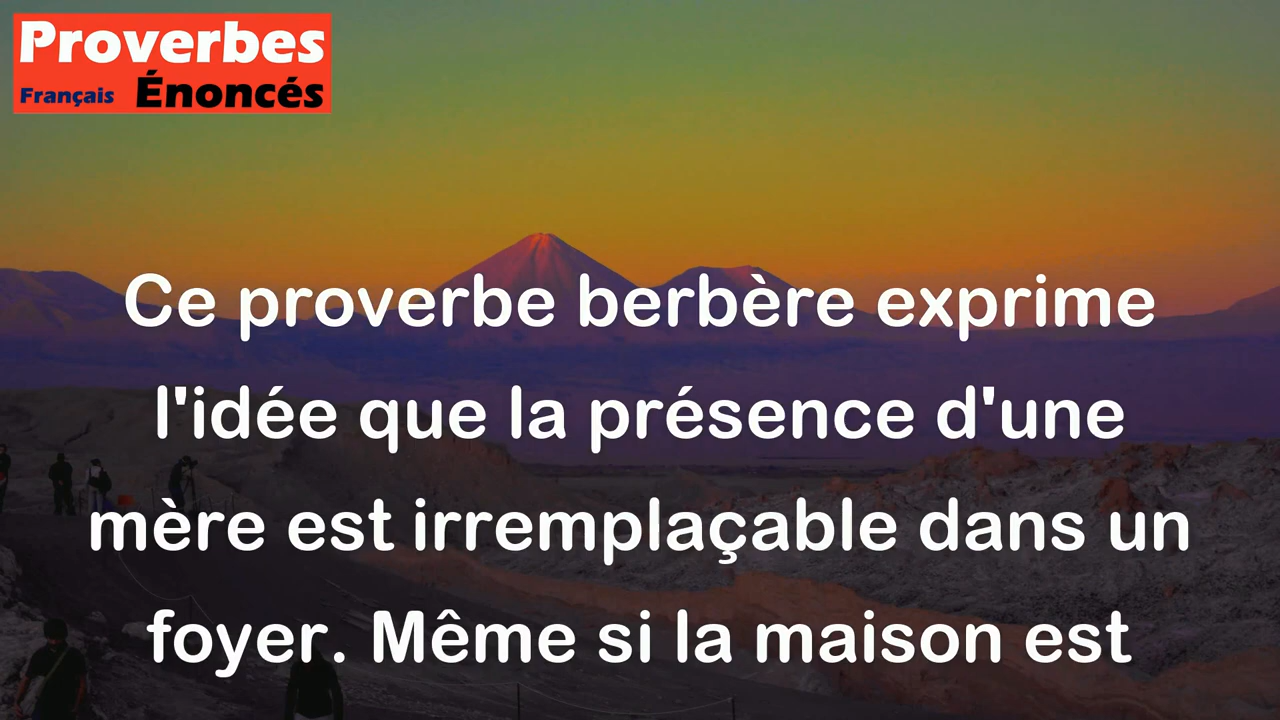 Proverbes
Français Énoncés
Ce proverbe berbère exprime
l'idée que la présence d'une
mère est irremplaçable dans un
foyer. Même si la maison est